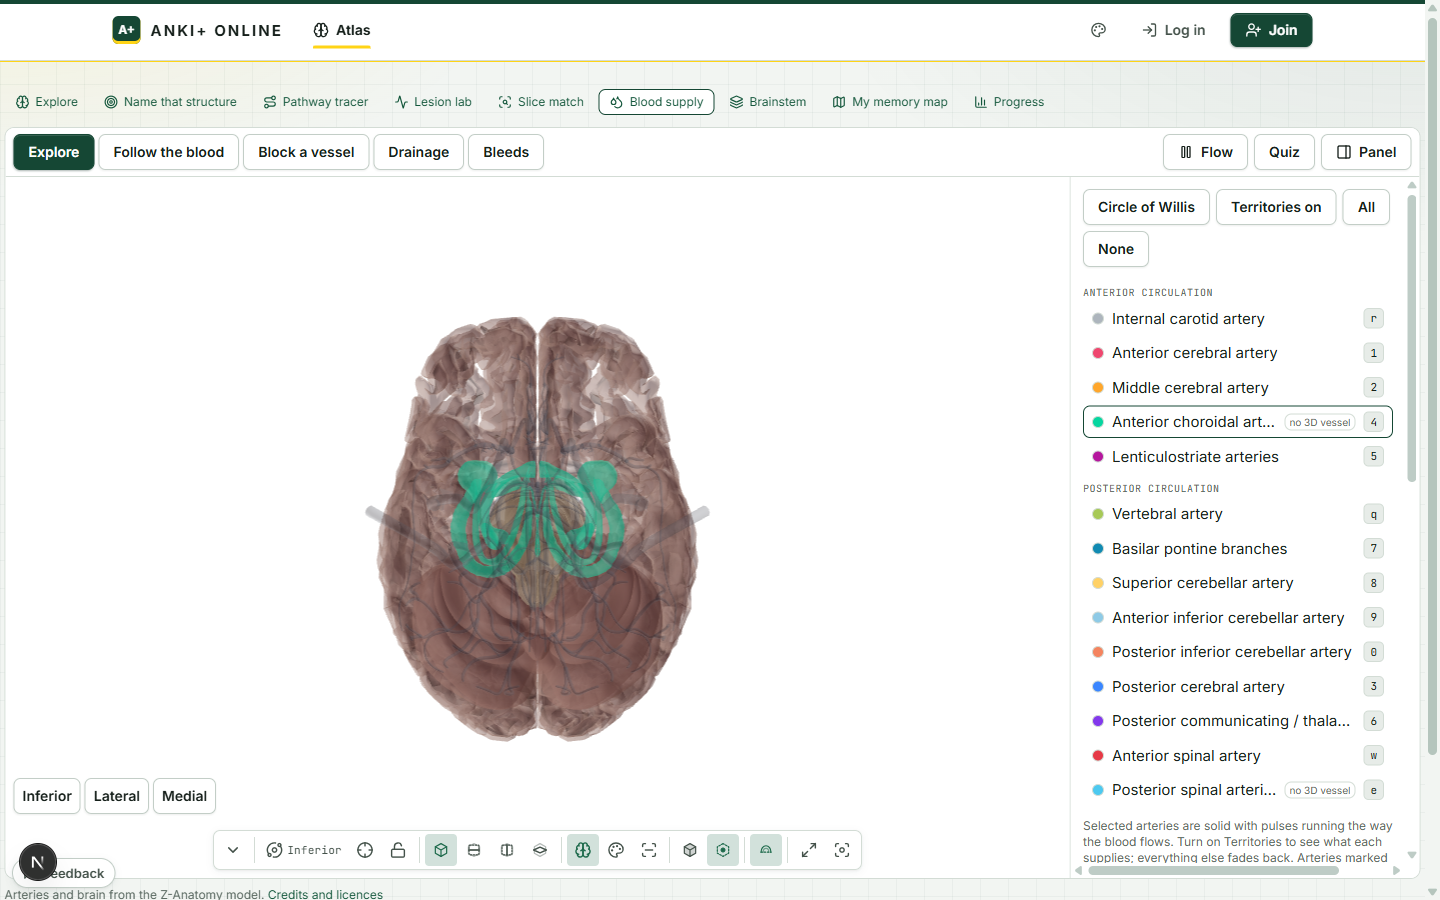 A+ ANKI+ ONLINE Atlas Log in Join
Explore Name that structure Pathway tracer Lesion lab Slice match Blood supply Brainstem My memory map Progress
Explore Follow the blood Block a vessel Drainage Bleeds Flow Quiz Panel
Circle of Willis Territories on All
None
ANTERIOR CIRCULATION
Internal carotid artery r
Anterior cerebral artery 1
Middle cerebral artery 2
Anterior choroidal art... no 3D vessel 4
Lenticulostriate arteries 5
POSTERIOR CIRCULATION
Vertebral artery q
Basilar pontine branches 7
Superior cerebellar artery 8
Anterior inferior cerebellar artery 9
Posterior inferior cerebellar artery 0
Posterior cerebral artery 3
Posterior communicating / thala... 6
Anterior spinal artery w
Posterior spinal arteri... no 3D vessel e
Selected arteries are solid with pulses running the way
the blood flows. Turn on Territories to see what each
supplies; everything else fades back. Arteries marked
Inferior Lateral Medial
Inferior
N eedback
Arteries and brain from the Z-Anatomy model. Credits and licences